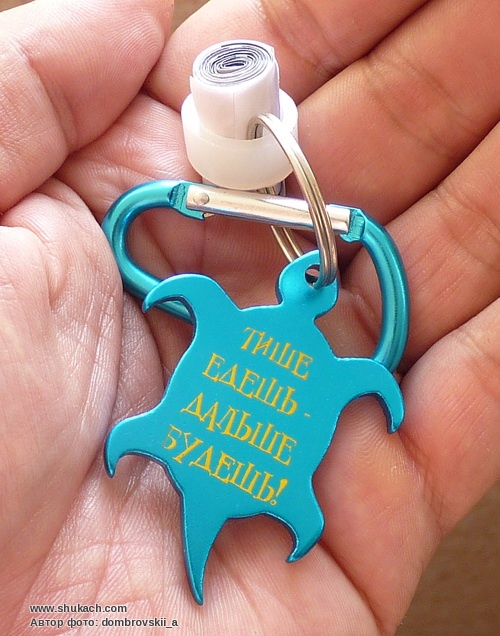 ТИШЕ
ЕДЕШЬ -
ДАЛЬШЕ
БУДЕШЬ!
www.shukach.com
Автор фото: dombrovskii_a